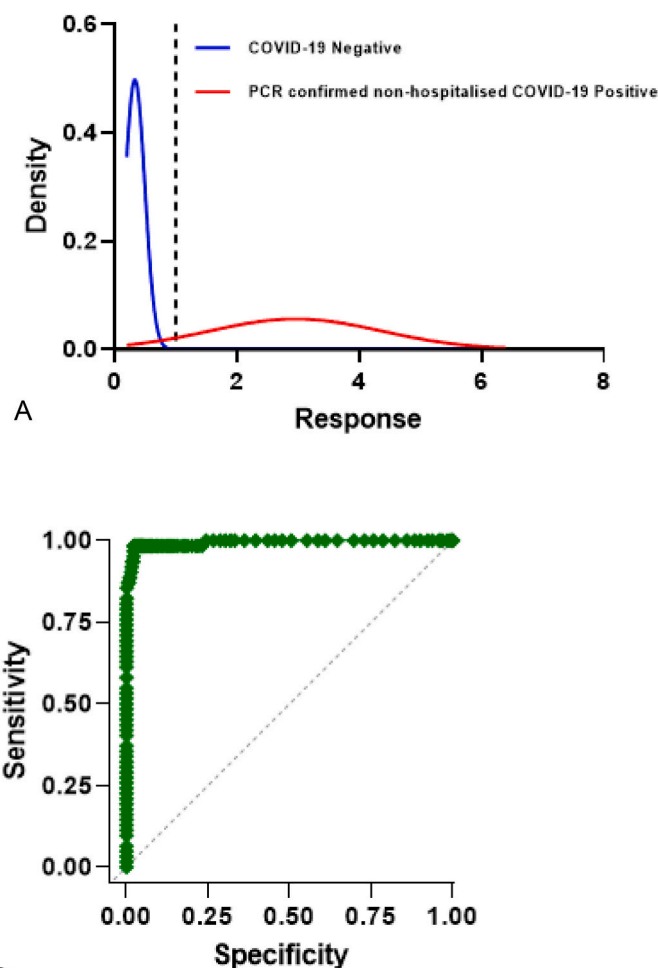 0.6
COVID-19 Negative
PCR confirmed non-hospitalised COVID-19 Positive
0.4
Density
0.2
0.0
0 2 4 6 8
A
Response
1.00
0.75
Sensitivity
0.50
0.25
0.00
0.00 0.25 0.50 0.75 1.00
Specificity